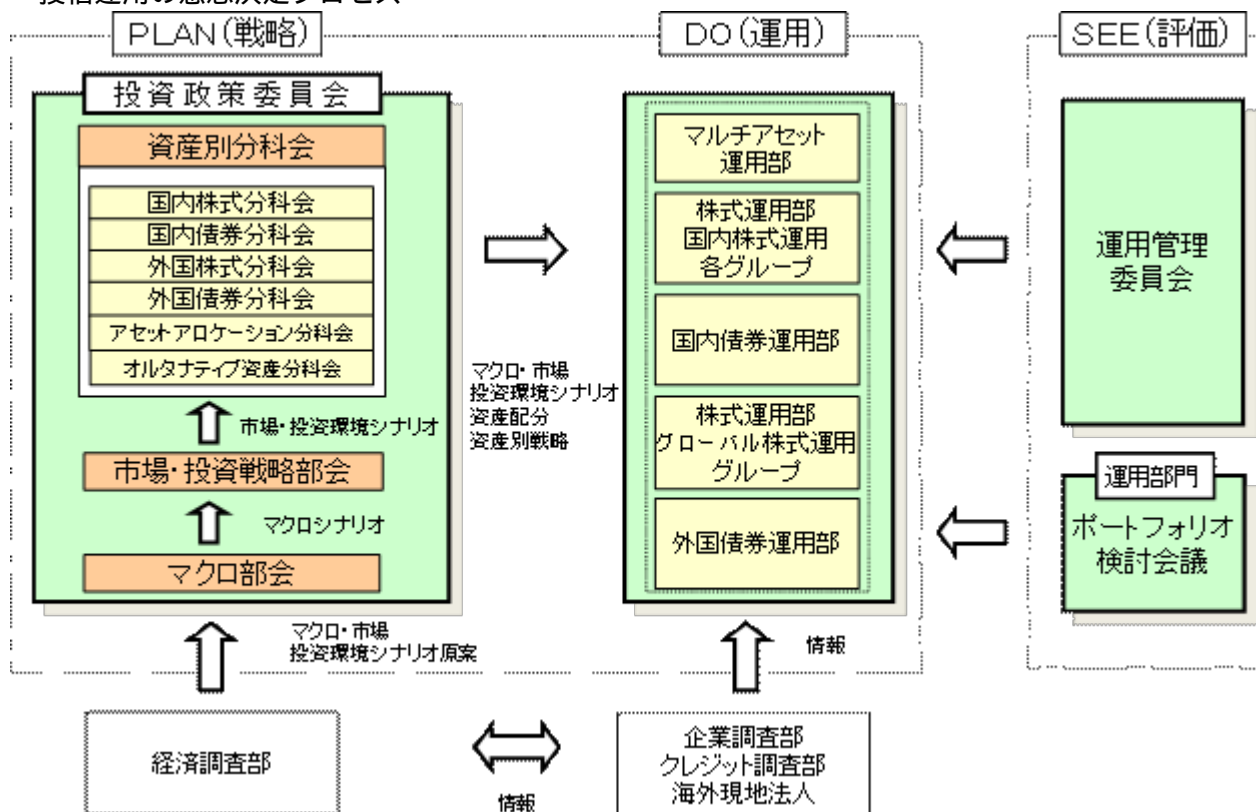 投信運用の意思決定プロセス
PLAN(戦略)
投資政策委員会
資産別分科会
国内株式分科会
国内債券分科会
外国株式分科会
外国債券分科会
アセットアロケーション分科会
オルタナティブ資産分科会
市場・投資環境シナリオ
市場・投資戦略部会
マクロシナリオ
マクロ部会
マクロ・市場
投資環境シナリオ原案
経済調査部
マクロ・市場
投資環境シナリオ
資産配分
資産別戦略
DO(運用)
マルチアセット
運用部
株式運用部
国内株式運用
各グループ
国内債券運用部
株式運用部
グローバル株式運用
グループ
外国債券運用部
情報
情報
企業調査部
クレジット調査部
海外現地法人
SEE(評価)
運用管理
委員会
運用部門
ポートフォリオ
検討会議